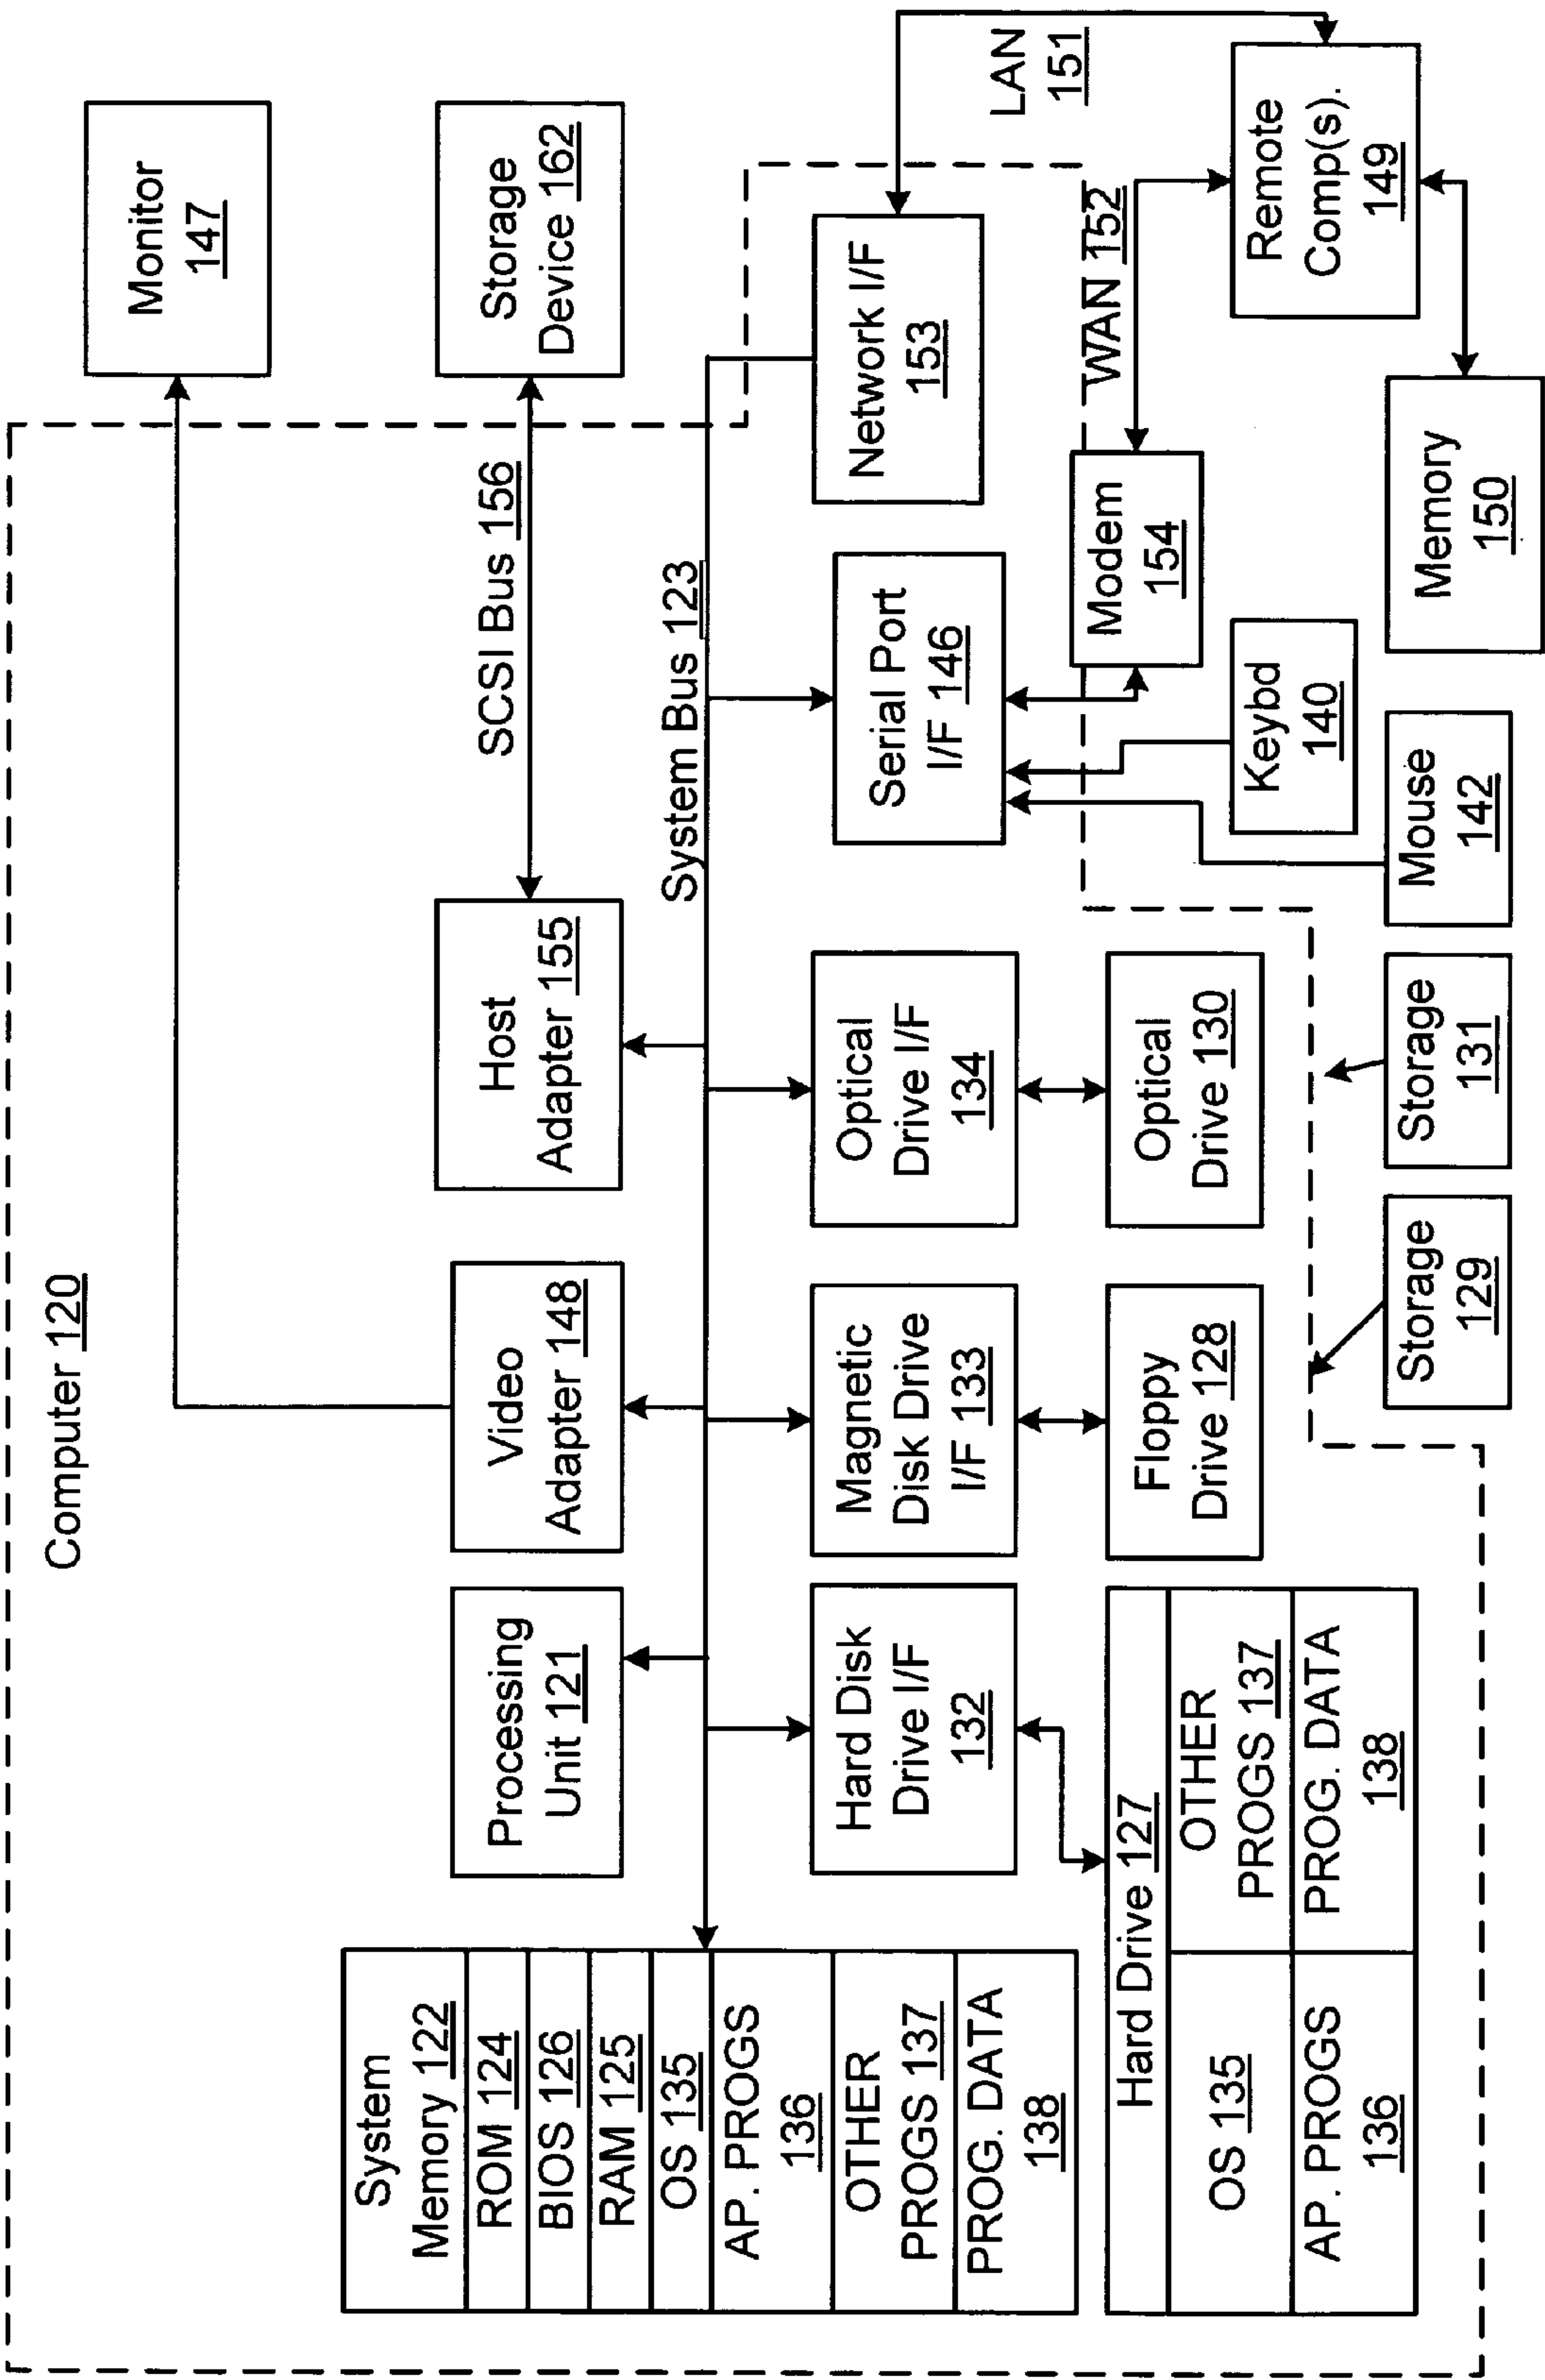 Computer 120
Monitor
147
Storage
Device 162
SCSI Bus 156
Host
Adapter 155
Video
Adapter 148
Processing
Unit 121
System
Memory 122
ROM 124
BIOS 126
RAM 125
OS 135
AP. PROGS
136
OTHER
PROGS 137
PROG. DATA
138
System Bus 123
Hard Disk
Drive I/F
132
Magnetic
Disk Drive
I/F 133
Optical
Drive I/F
134
Serial Port
I/F 146
Network I/F
153
LAN
151
Hard Drive 127
OS 135
OTHER
PROGS 137
AP. PROGS
136
PROG. DATA
138
Floppy
Drive 128
Optical
Drive 130
Modem
154
WAN 152
Keybd
140
Remote
Comp(s).
149
Storage
129
Storage
131
Mouse
142
Memory
150